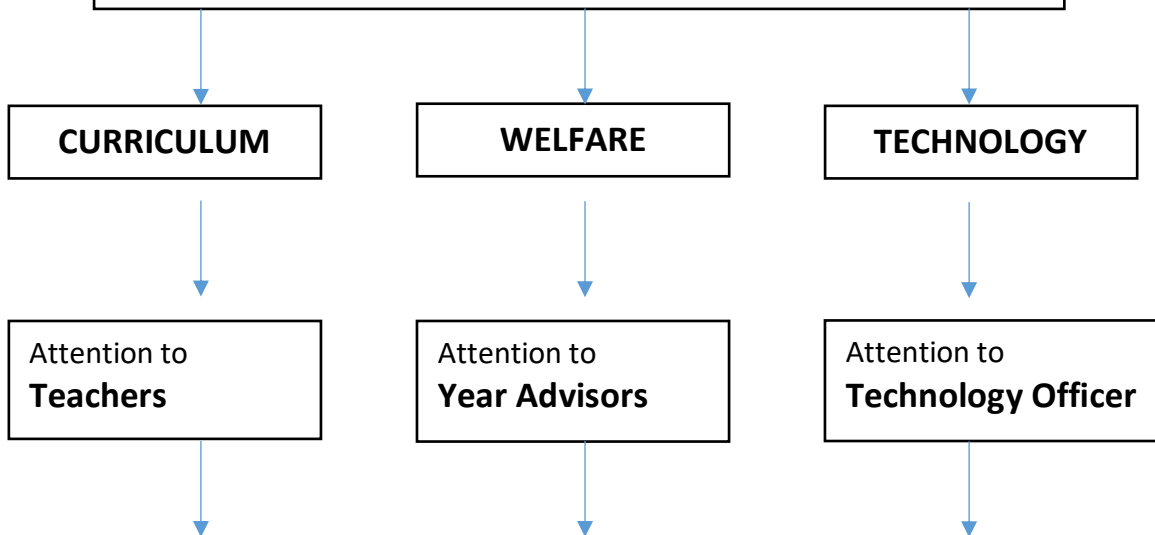 CURRICULUM
WELFARE
TECHNOLOGY
Attention to
Teachers
Attention to
Year Advisors
Attention to
Technology Officer